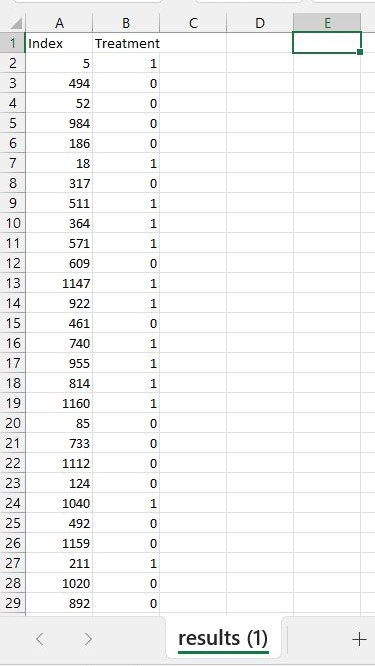 A B C D E
1 Index Treatment
2 5 1
3 494 0
4 52 0
5 984 0
6 186 0
7 18 1
8 317 0
9 511 1
10 364 1
11 571 1
12 609 0
13 1147 1
14 922 1
15 461 0
16 740 1
17 955 1
18 814 1
19 1160 1
20 85 0
21 733 0
22 1112 0
23 124 0
24 1040 1
25 492 0
26 1159 0
27 211 1
28 1020 0
29 892 0
results (1)